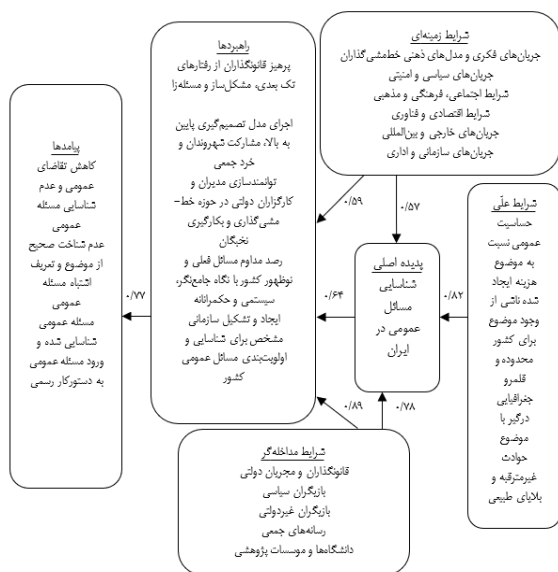 شرایط زمینه‌ای
جریان‌های فکری و مدل‌های ذهنی خط‌مشی‌گذاران
جریان‌های سیاسی و امنیتی
شرایط اجتماعی، فرهنگی و مذهبی
شرایط اقتصادی و فناوری
جریان‌های خارجی و بین‌المللی
جریان‌های سازمانی و اداری
شرایط علّی
حساسیت
عمومی نسبت
به موضوع
هزینه ایجاد
شده ناشی از
وجود موضوع
برای کشور
محدوده و
قلمرو
جغرافیایی
درگیر با
موضوع
حوادث
غیرمترقبه و
بلایای طبیعی
۰/۸۲
۰/۵۷
۰/۵۹
پدیده اصلی
شناسایی
مسائل
عمومی در
ایران
۰/۶۴
۰/۷۸
۰/۸۹
راهبردها
پرهیز قانونگذاران از رفتارهای
تک بعدی، مشکل‌ساز و مسئله‌زا
اجرای مدل تصمیم‌گیری پایین
به بالا، مشارکت شهروندان و
خرد جمعی
توانمندسازی مدیران و
کارگزاران دولتی در حوزه خط-
مشی‌گذاری و بکارگیری
نخبگان
رصد مداوم مسائل فعلی و
نوظهور کشور با نگاه جامع‌نگر،
سیستمی و حکمرانانه
ایجاد و تشکیل سازمانی
مشخص برای شناسایی و
اولویت‌بندی مسائل عمومی
کشور
۰/۷۷
پیامدها
کاهش تقاضای
عمومی و عدم
شناسایی مسئله
عمومی
عدم شناخت صحیح
از موضوع و تعریف
اشتباه مسئله
عمومی
مسئله عمومی
شناسایی شده و
ورود مسئله عمومی
به دستورکار رسمی
شرایط مداخله‌گر
قانونگذاران و مجریان دولتی
بازیگران سیاسی
بازیگران غیردولتی
رسانه‌های جمعی
دانشگاه‌ها و موسسات پژوهشی